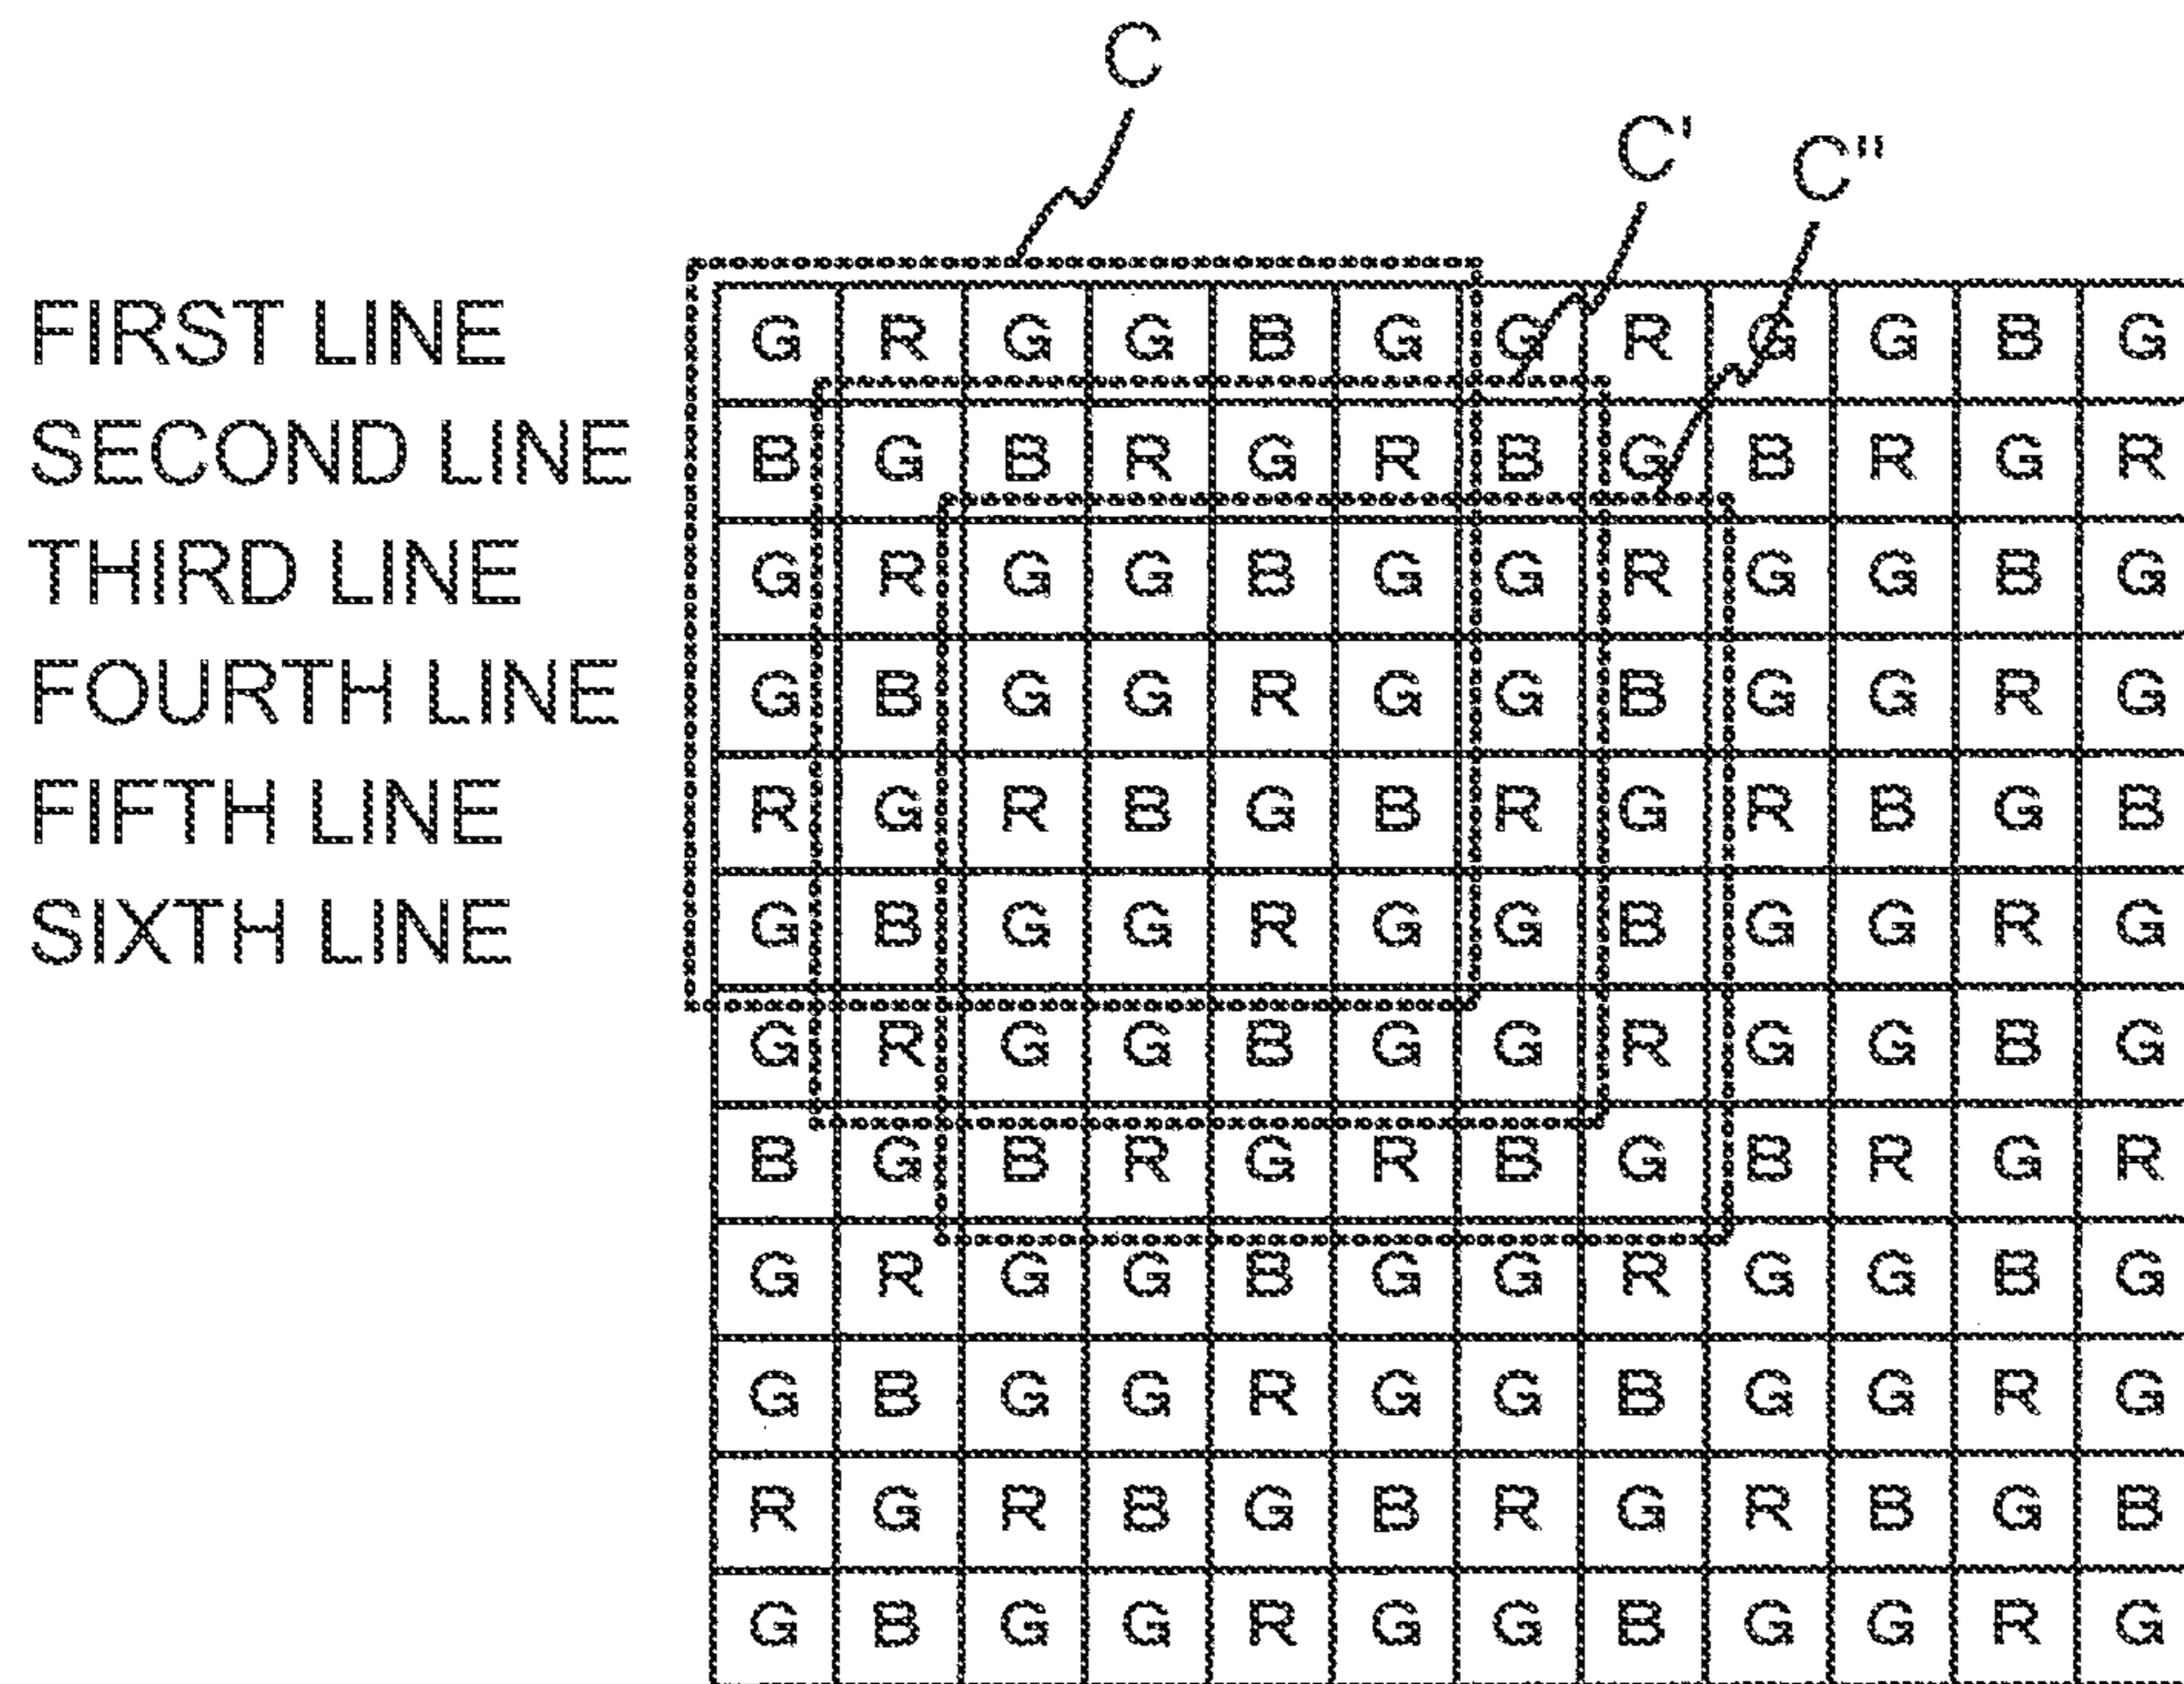 C
C'
C"
FIRST LINE G R G G B G G R G G B G
SECOND LINE B G B R G R B G B R G R
THIRD LINE G R G G B G G R G G B G
FOURTH LINE G B G G R G G B G G R G
FIFTH LINE R G R B G B R G R B G B
SIXTH LINE G B G G R G G B G G R G
G R G G B G G R G G B G
B G B R G R B G B R G R
G R G G B G G R G G B G
G B G G R G G B G G R G
R G R B G B R G R B G B
G B G G R G G B G G R G